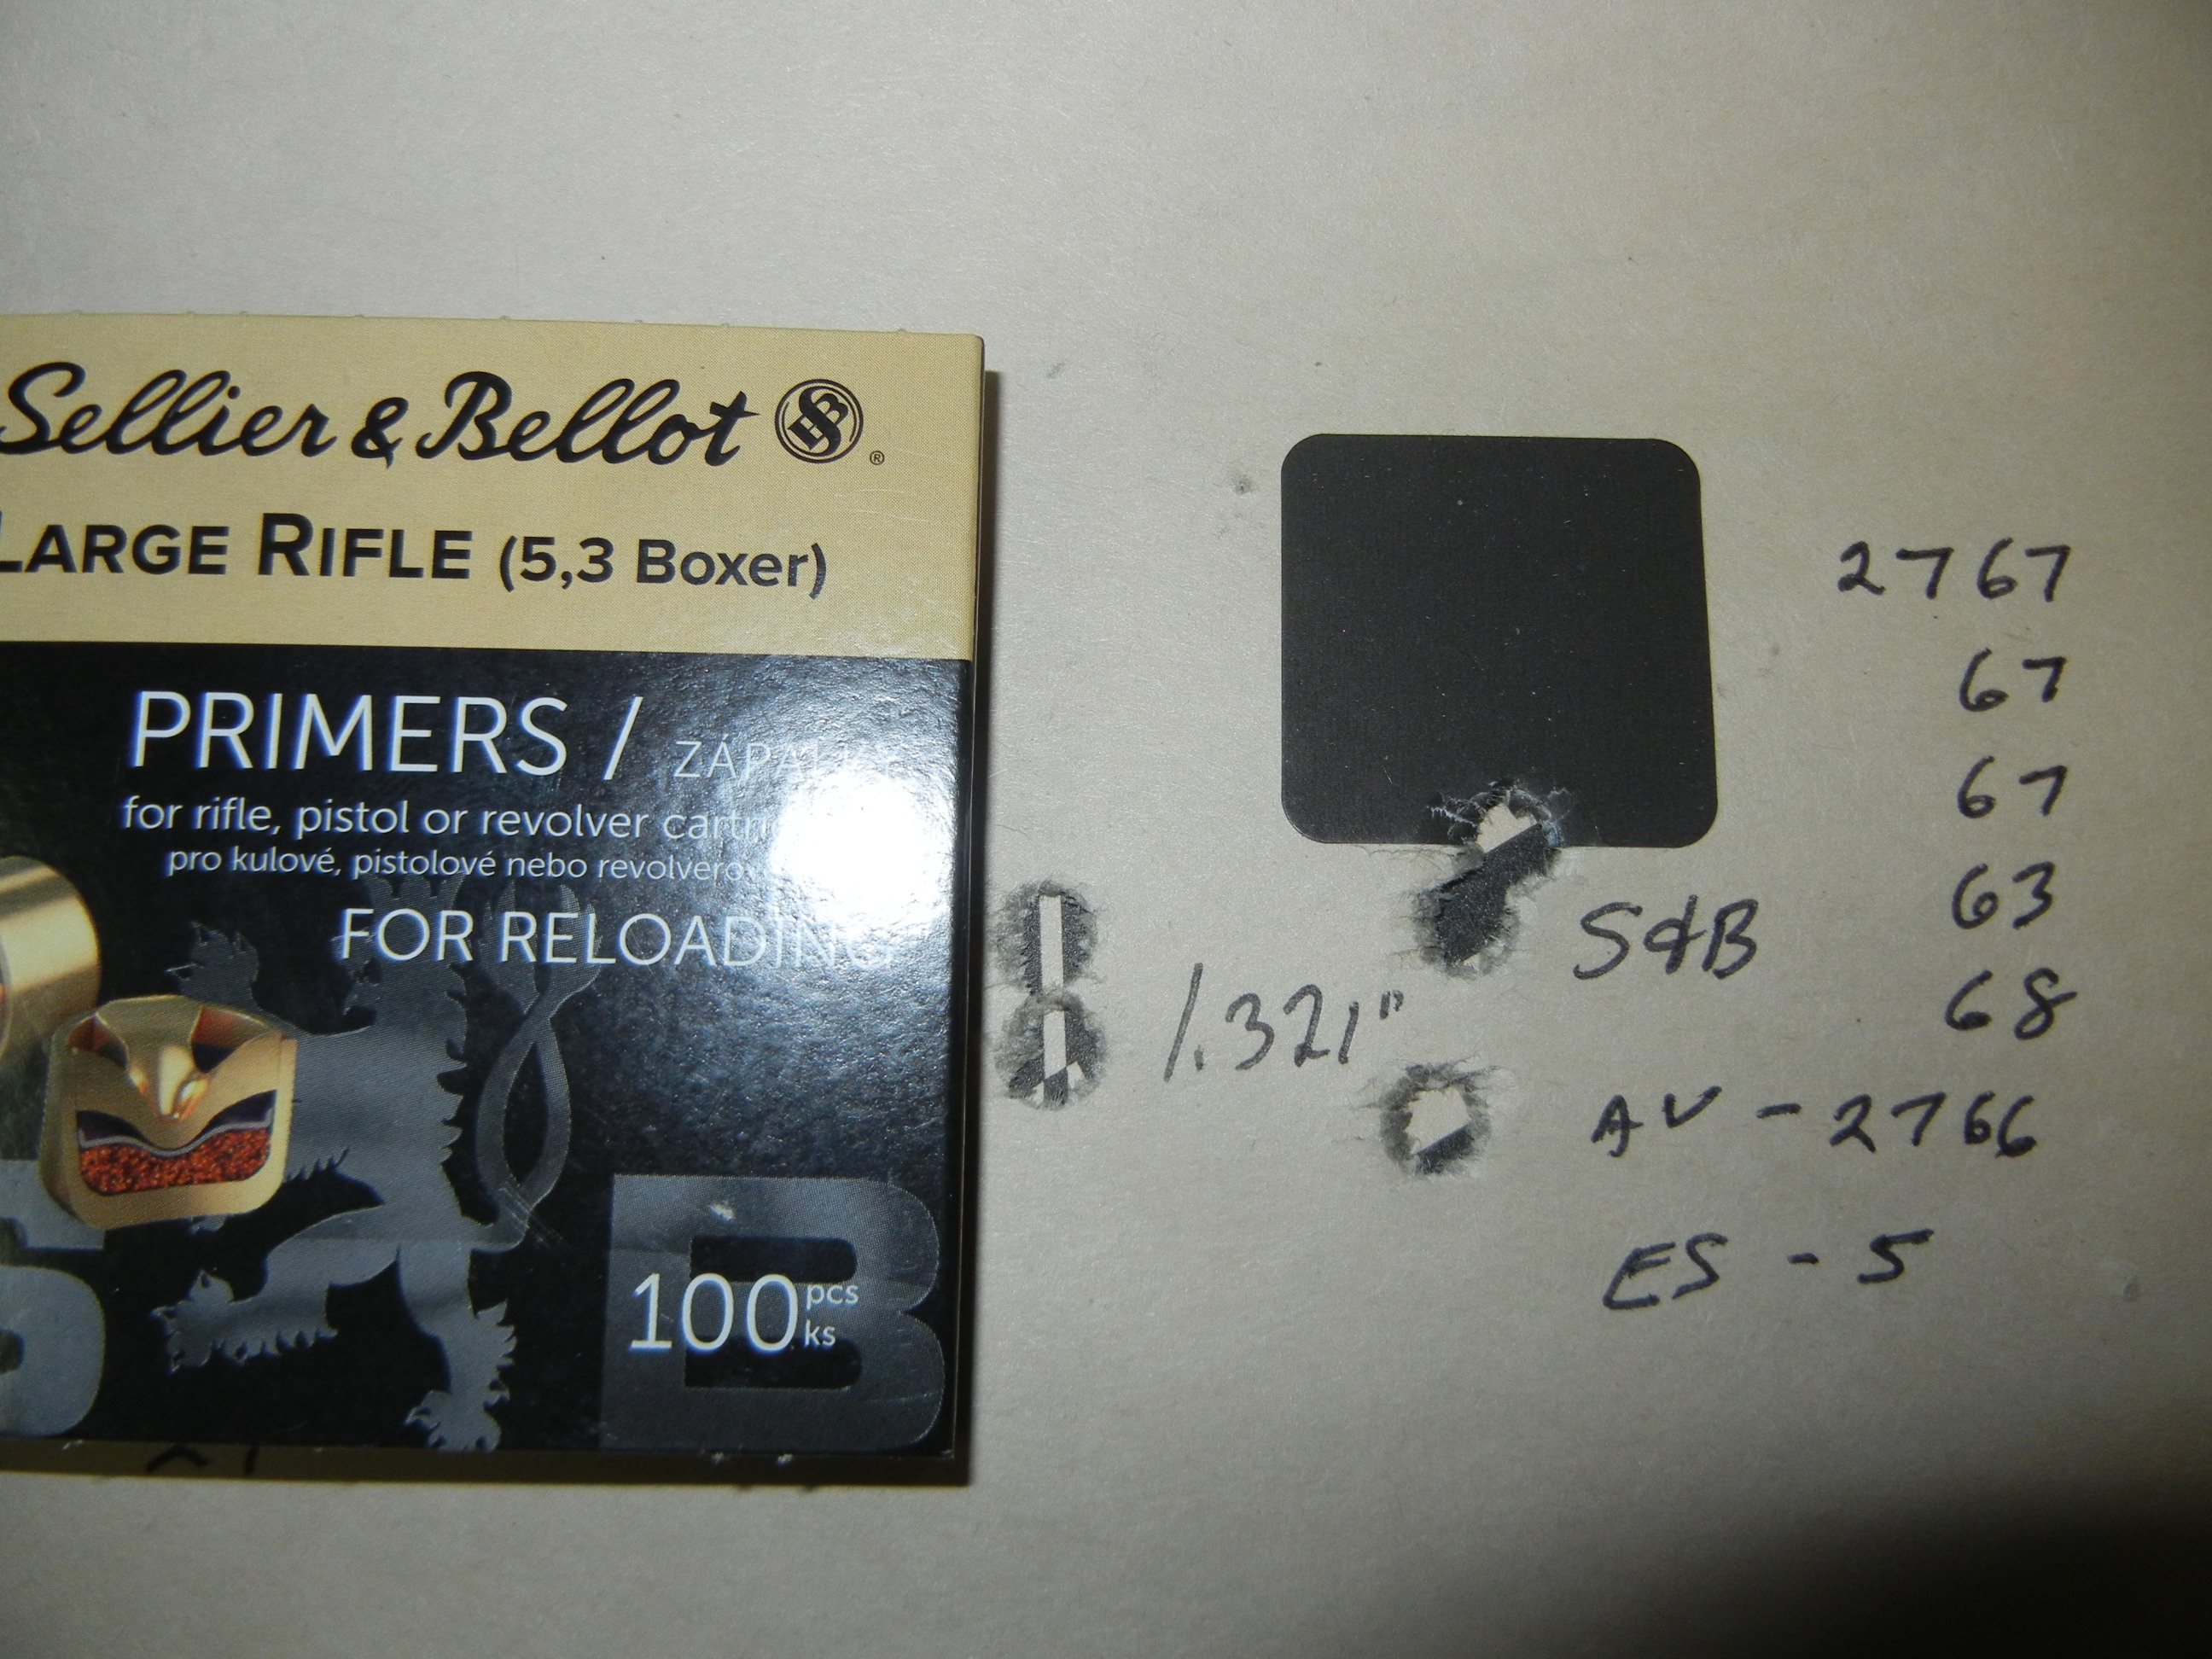 Sellier & Bellot SB ®
LARGE RIFLE (5,3 Boxer)
PRIMERS /
for rifle, pistol or revolver
pro kulové, pistolové nebo
FOR RELOADING
100 pcs
ks
S
B
1.321"
S&B
2767
67
67
63
68
AV - 2766
ES - 5